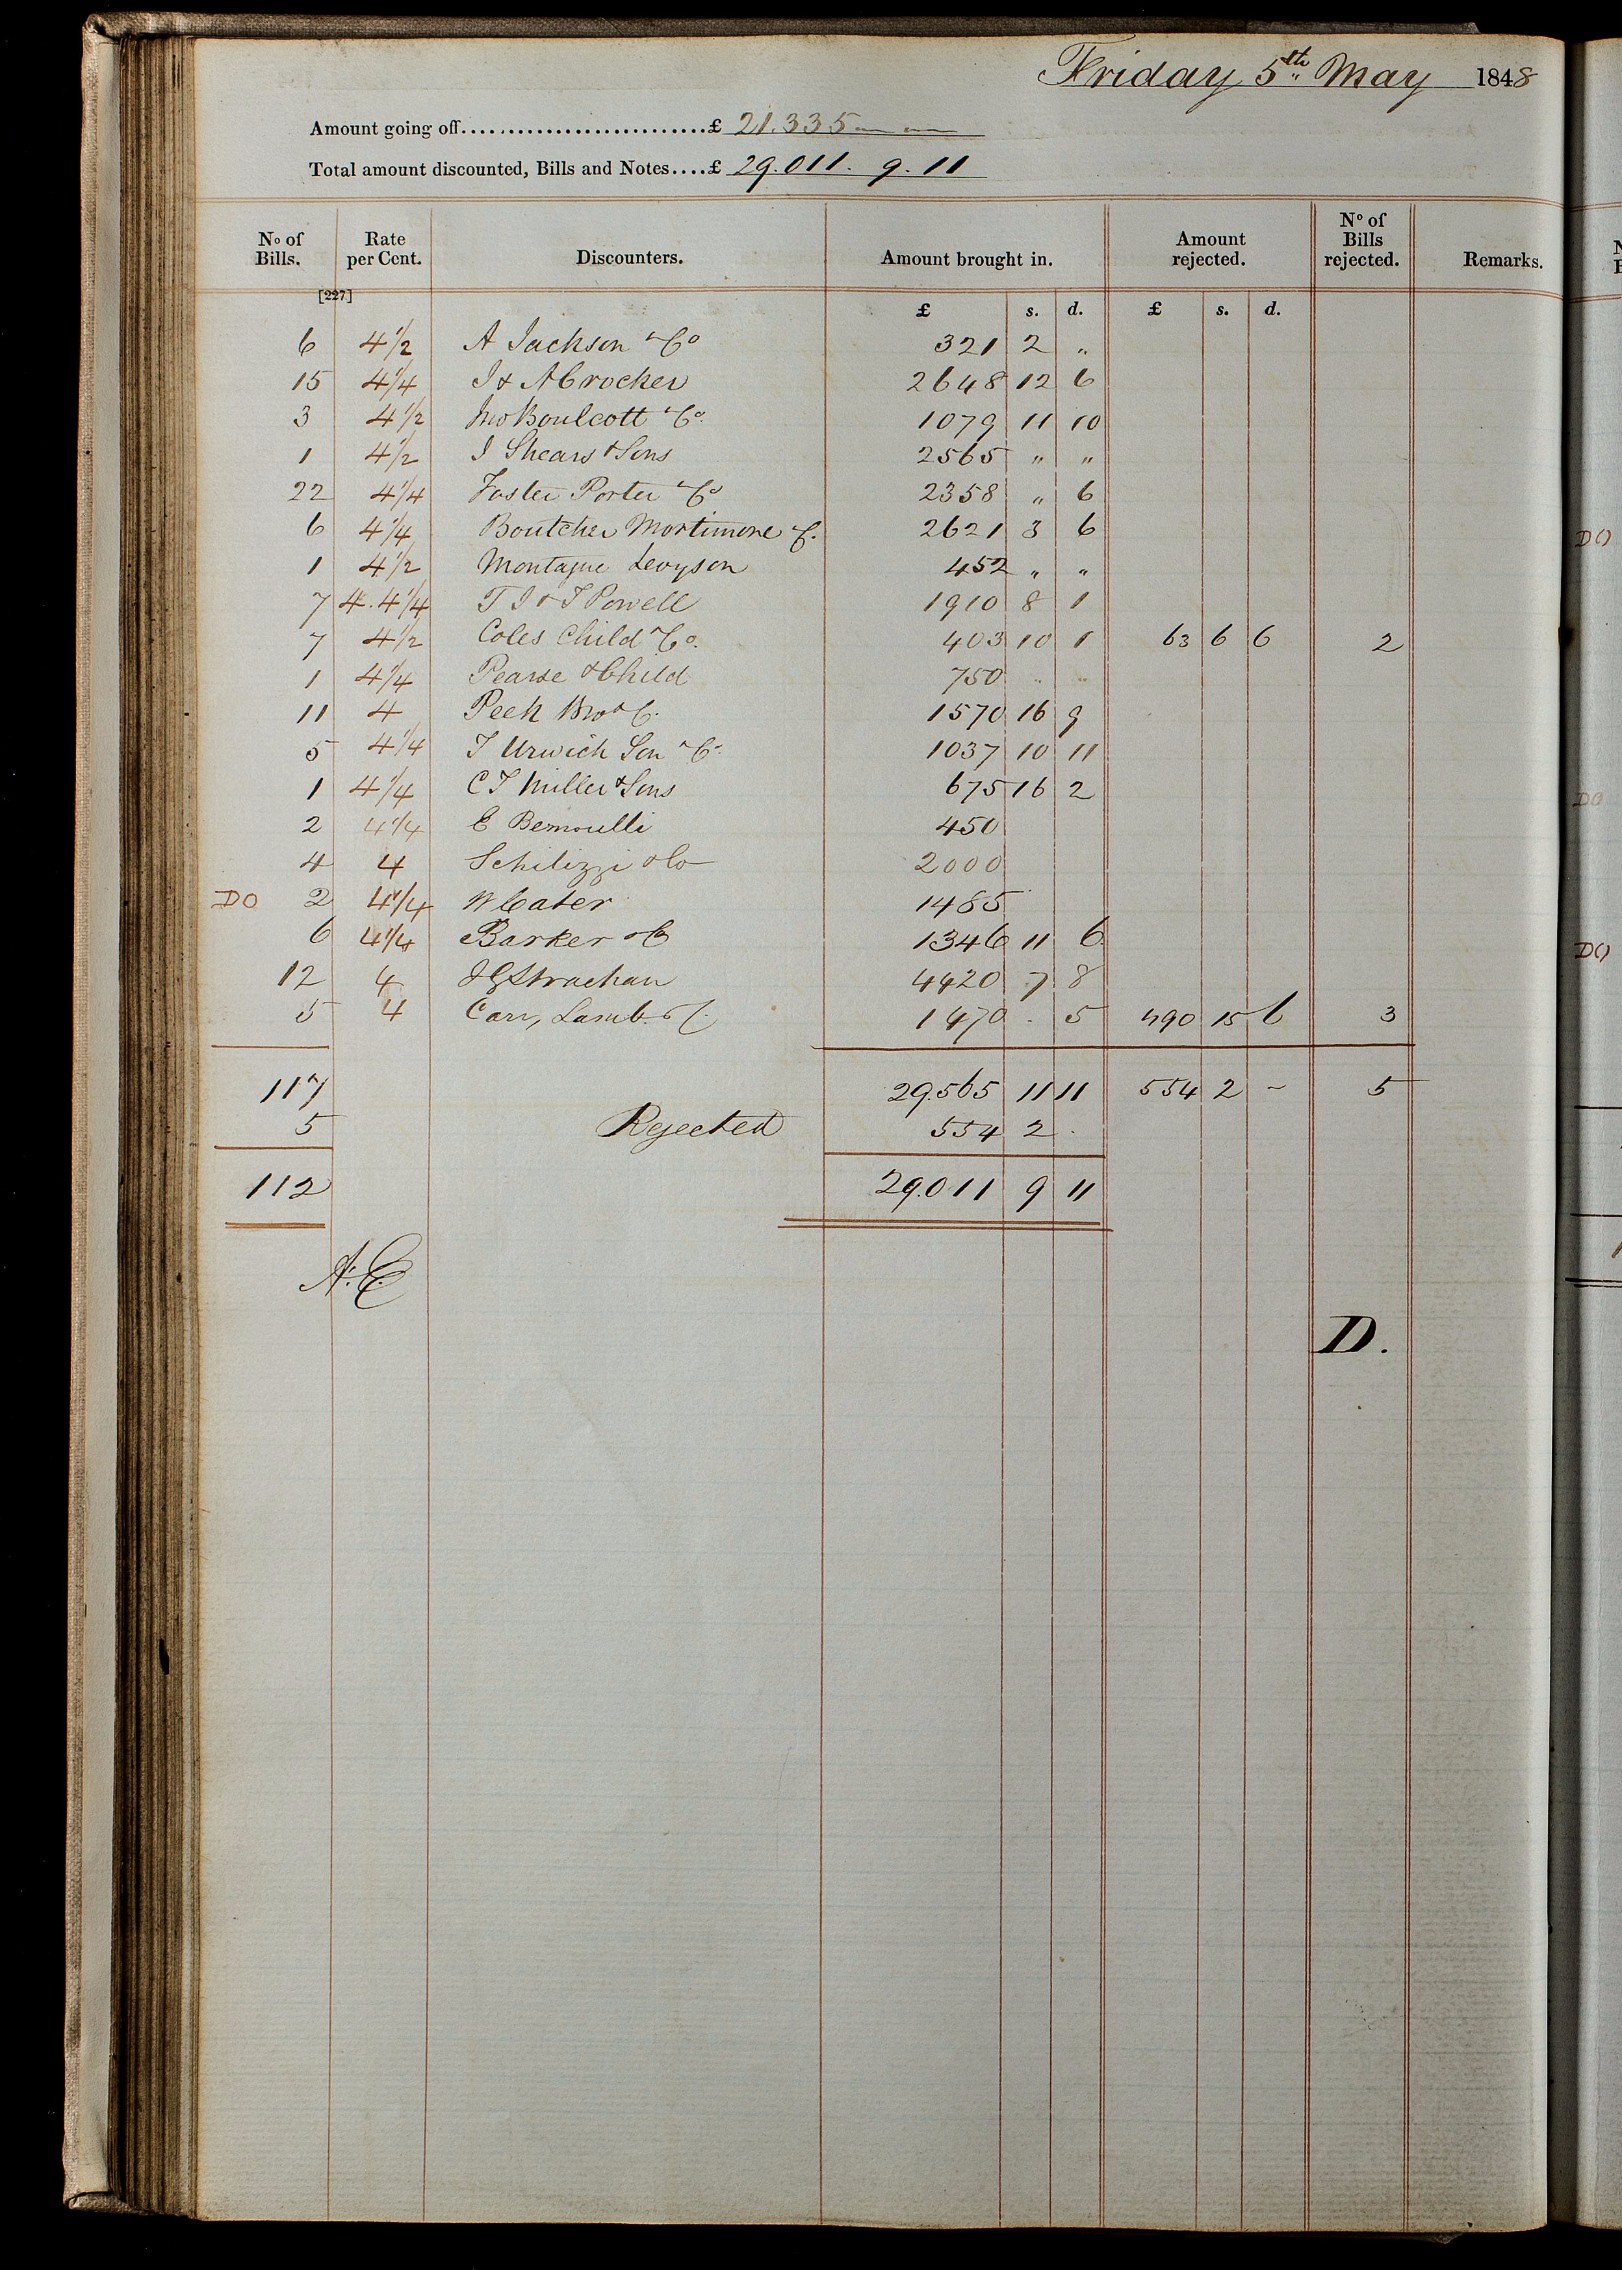 Friday 5th May 1848
Amount going off..........................£ 21.335
Total amount discounted, Bills and Notes....£ 29.011. 9. 11
No of Bills. Rate per Cent. Discounters. Amount brought in. Amount rejected. No of Bills rejected. Remarks.
[227]
£ s. d. £ s. d.
6 4½ A Jackson & Co 321 2 "
15 4¼ J & A Crocker 2648 12 6
3 4½ Jno Boulcott & Co. 1079 11 10
1 4½ J Shears & Sons 2565 " "
22 4¼ Foster Porter & Co 2358 " 6
6 4¼ Boutcher Mortimore & C. 2621 3 6
1 4½ Montague Levyson 452 " "
7 4.4¼ T J & T Powell 1910 8 1
7 4½ Coles Child & Co. 403 10 1 63 6 6 2
1 4¼ Pearse & Child 750 " "
11 4 Peek Bro & C. 1570 16 9
5 4¼ T Urwick Son & Co. 1037 10 11
1 4¼ C T Miller & Sons 675 16 2
2 4¼ E Bernoulli 450
4 4 Schilizzi & Co 2000
DO 2 4¼ W Cater 1485
6 4¼ Barker & C 1346 11 6
12 4 J G Strachan 4420 7 8
5 4 Carr, Lamb & C. 1470 . 5 490 15 6 3
117 29.565 11 11 554 2 - 5
5 Rejected 554 2 .
112 29.011 9 11
A.C
D.
DO
DO
DO